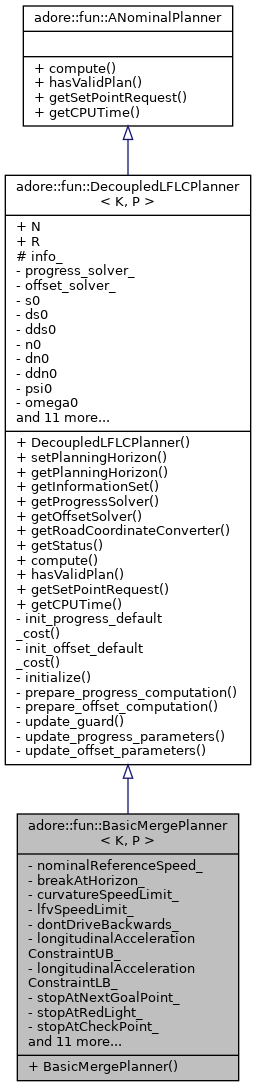 adore::fun::ANominalPlanner
+ compute()
+ hasValidPlan()
+ getSetPointRequest()
+ getCPUTime()
adore::fun::DecoupledLFLCPlanner
< K, P >
+ N
+ R
# info_
- progress_solver_
- offset_solver_
- s0
- ds0
- dds0
- n0
- dn0
- ddn0
- psi0
- omega0
and 11 more...
+ DecoupledLFLCPlanner()
+ setPlanningHorizon()
+ getPlanningHorizon()
+ getInformationSet()
+ getProgressSolver()
+ getOffsetSolver()
+ getRoadCoordinateConverter()
+ getStatus()
+ compute()
+ hasValidPlan()
+ getSetPointRequest()
+ getCPUTime()
- init_progress_default
_cost()
- init_offset_default
_cost()
- initialize()
- prepare_progress_computation()
- prepare_offset_computation()
- update_guard()
- update_progress_parameters()
- update_offset_parameters()
adore::fun::BasicMergePlanner
< K, P >
- nominalReferenceSpeed_
- breakAtHorizon_
- curvatureSpeedLimit_
- lfvSpeedLimit_
- dontDriveBackwards_
- longitudinalAcceleration
ConstraintUB_
- longitudinalAcceleration
ConstraintLB_
- stopAtNextGoalPoint_
- stopAtRedLight_
- stopAtCheckPoint_
and 11 more...
+ BasicMergePlanner()